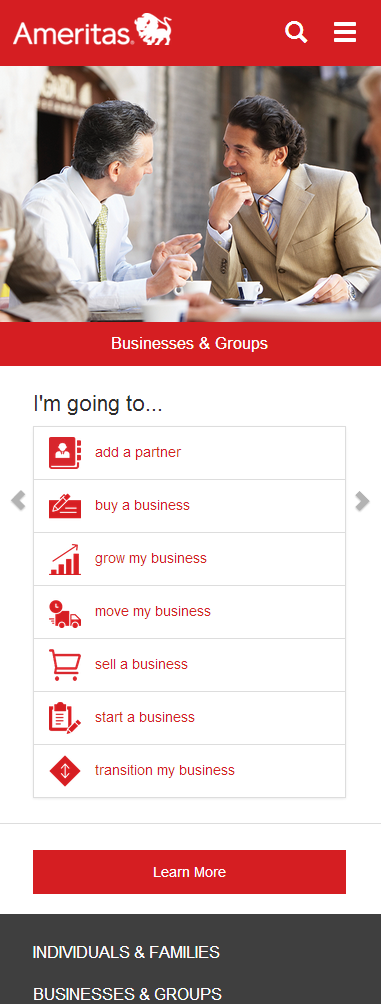 Ameritas
Businesses & Groups
I'm going to...
add a partner
buy a business
grow my business
move my business
sell a business
start a business
transition my business
Learn More
INDIVIDUALS & FAMILIES
BUSINESSES & GROUPS